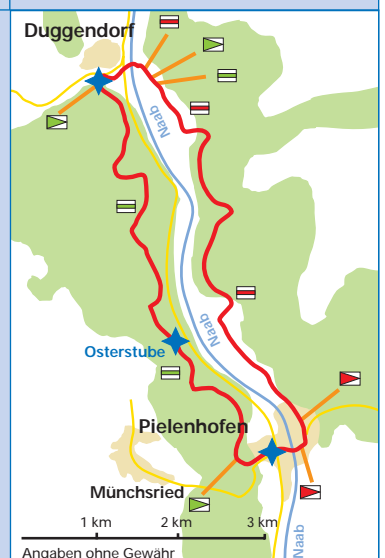 Duggendorf
Naab
Naab
Osterstube
Pielenhofen
Münchsried
1 km 2 km 3 km
Angaben ohne Gewähr
Naab